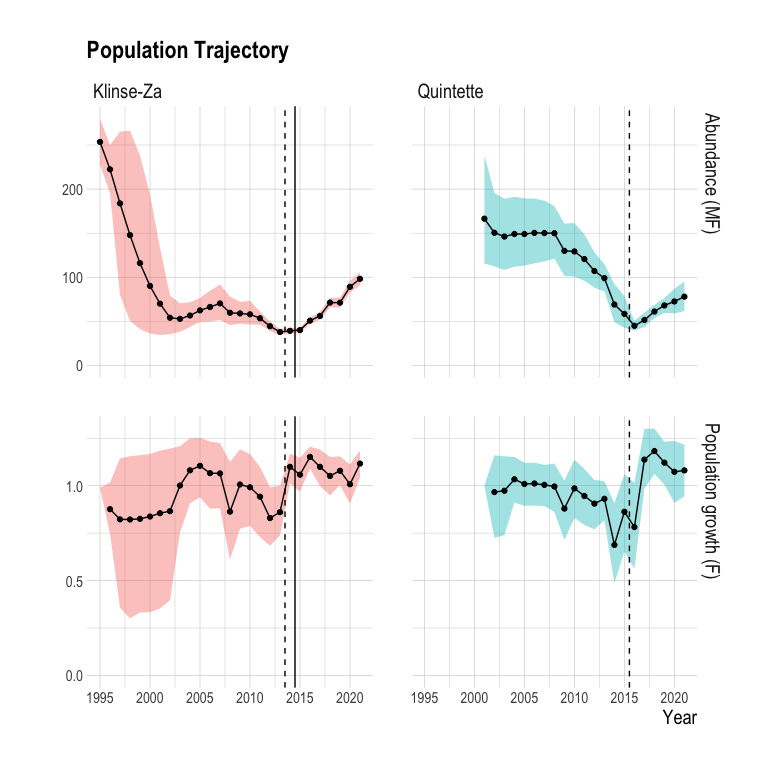 Population Trajectory
Klinse-Za
Quintette
Abundance (MF)
200
100
0
Population growth (F)
1.0
0.5
0.0
1995 2000 2005 2010 2015 2020
1995 2000 2005 2010 2015 2020
Year